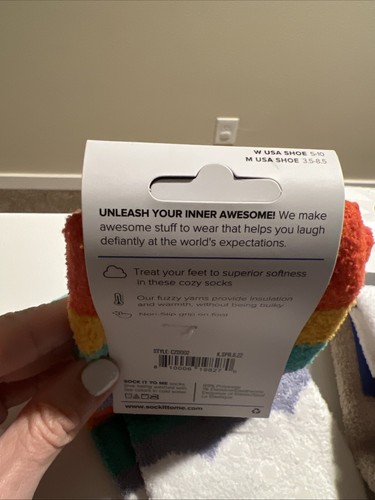 W USA SHOE 5-10
M USA SHOE 3.5-8.5
UNLEASH YOUR INNER AWESOME! We make
awesome stuff to wear that helps you laugh
defiantly at the world's expectations.
Treat your feet to superior softness
in these cozy socks
Our fuzzy yarns provide insulation
and warmth, without being bulky
Non-slip grip on foot
SOCK IT TO ME
www.sockittome.com